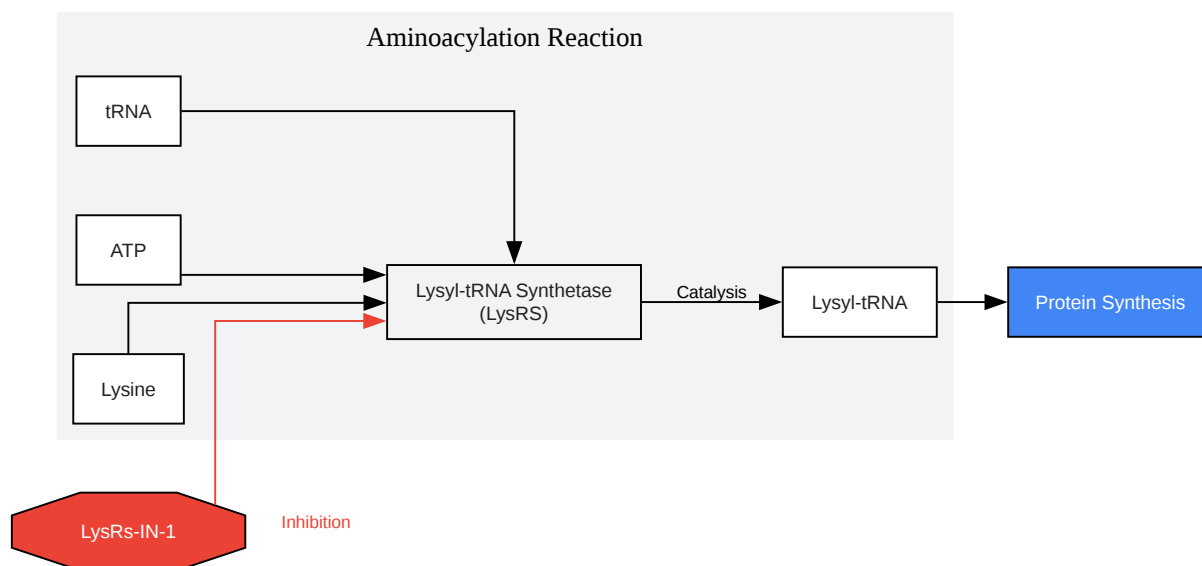 Aminoacylation Reaction
tRNA
ATP
Lysyl-tRNA Synthetase
(LysRS)
Catalysis
Lysyl-tRNA
Protein Synthesis
Lysine
LysRs-IN-1
Inhibition